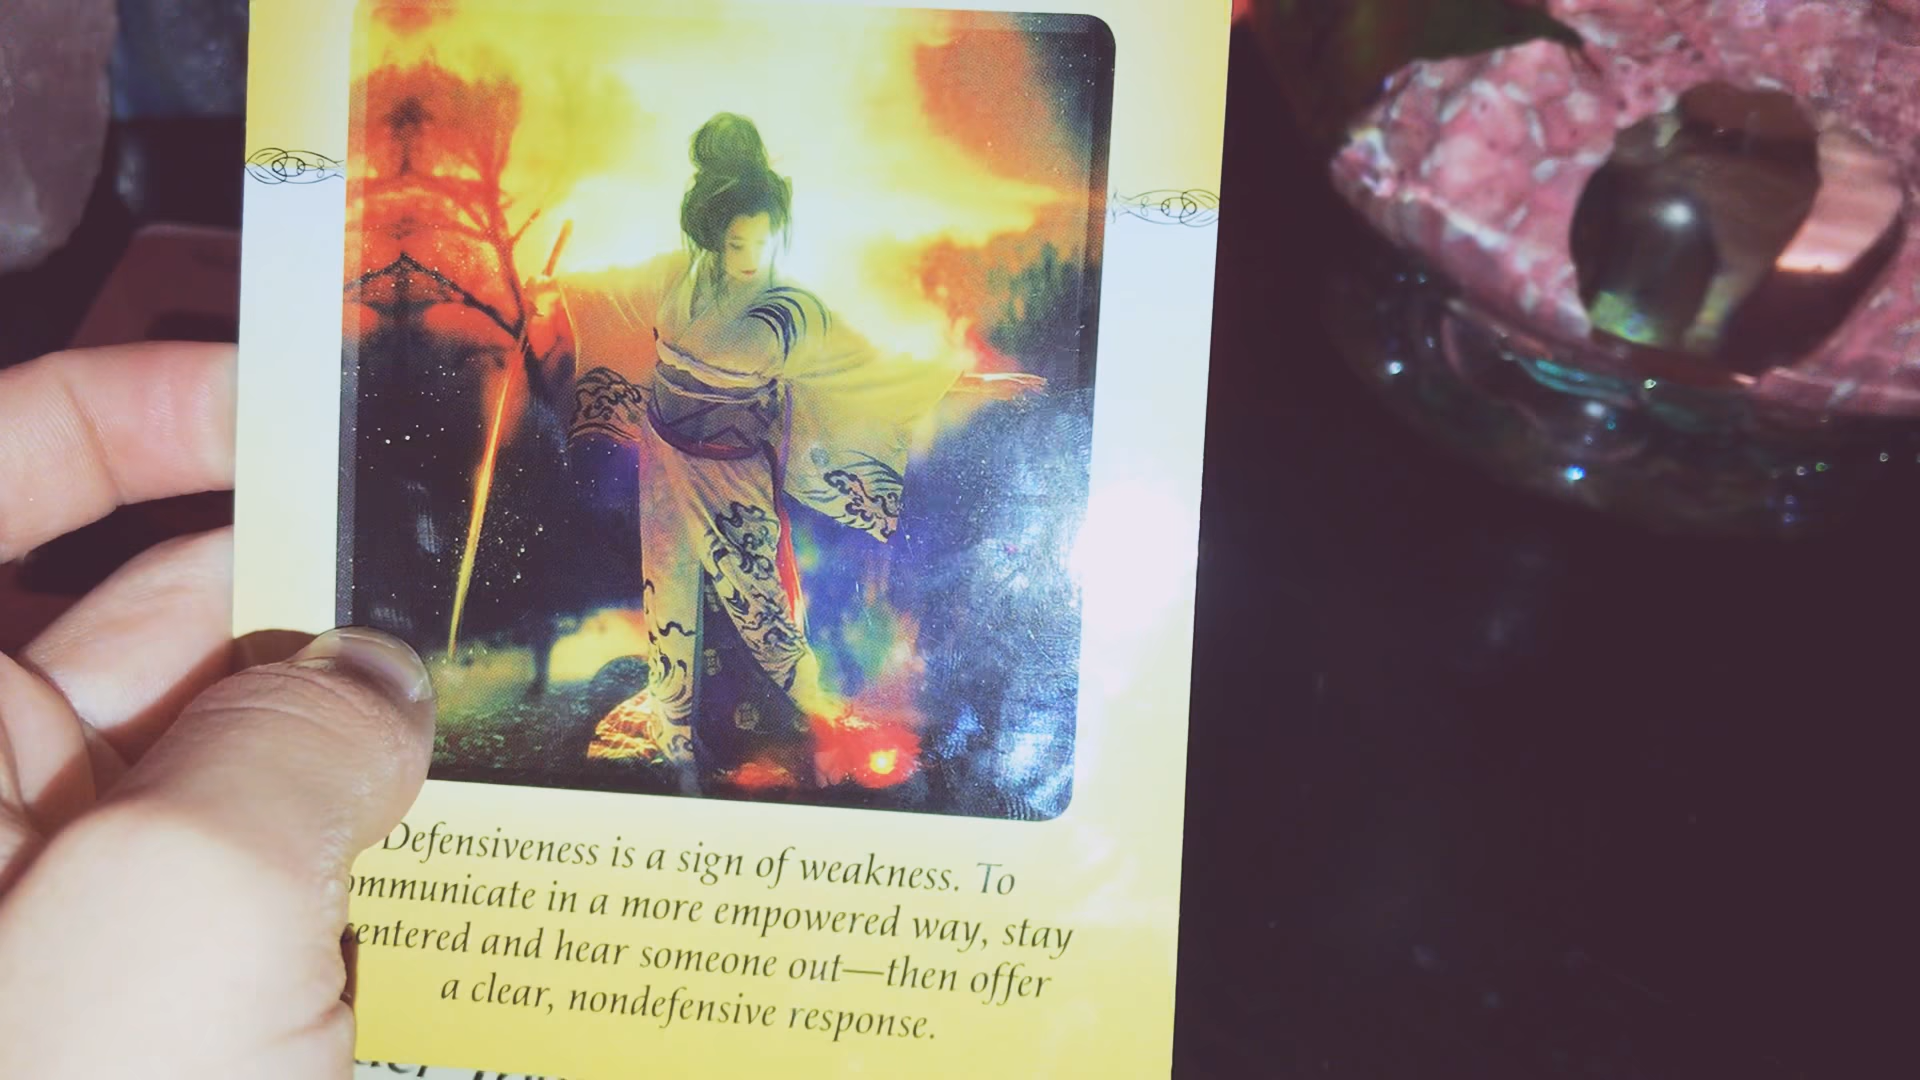 Defensiveness is a sign of weakness. To
ommunicate in a more empowered way, stay
centered and hear someone out—then offer
a clear, nondefensive response.